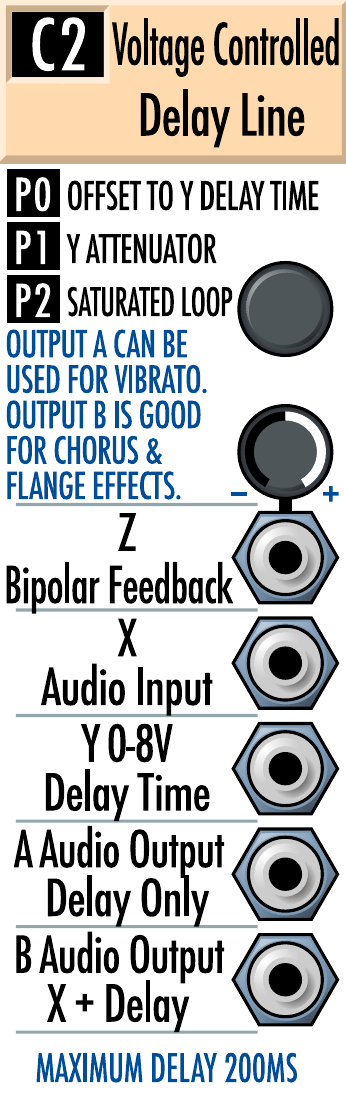 C2 Voltage Controlled
Delay Line
P0 OFFSET TO Y DELAY TIME
P1 Y ATTENUATOR
P2 SATURATED LOOP
OUTPUT A CAN BE
USED FOR VIBRATO.
OUTPUT B IS GOOD
FOR CHORUS &
FLANGE EFFECTS.
– +
Z
Bipolar Feedback
X
Audio Input
Y 0-8V
Delay Time
A Audio Output
Delay Only
B Audio Output
X + Delay
MAXIMUM DELAY 200MS